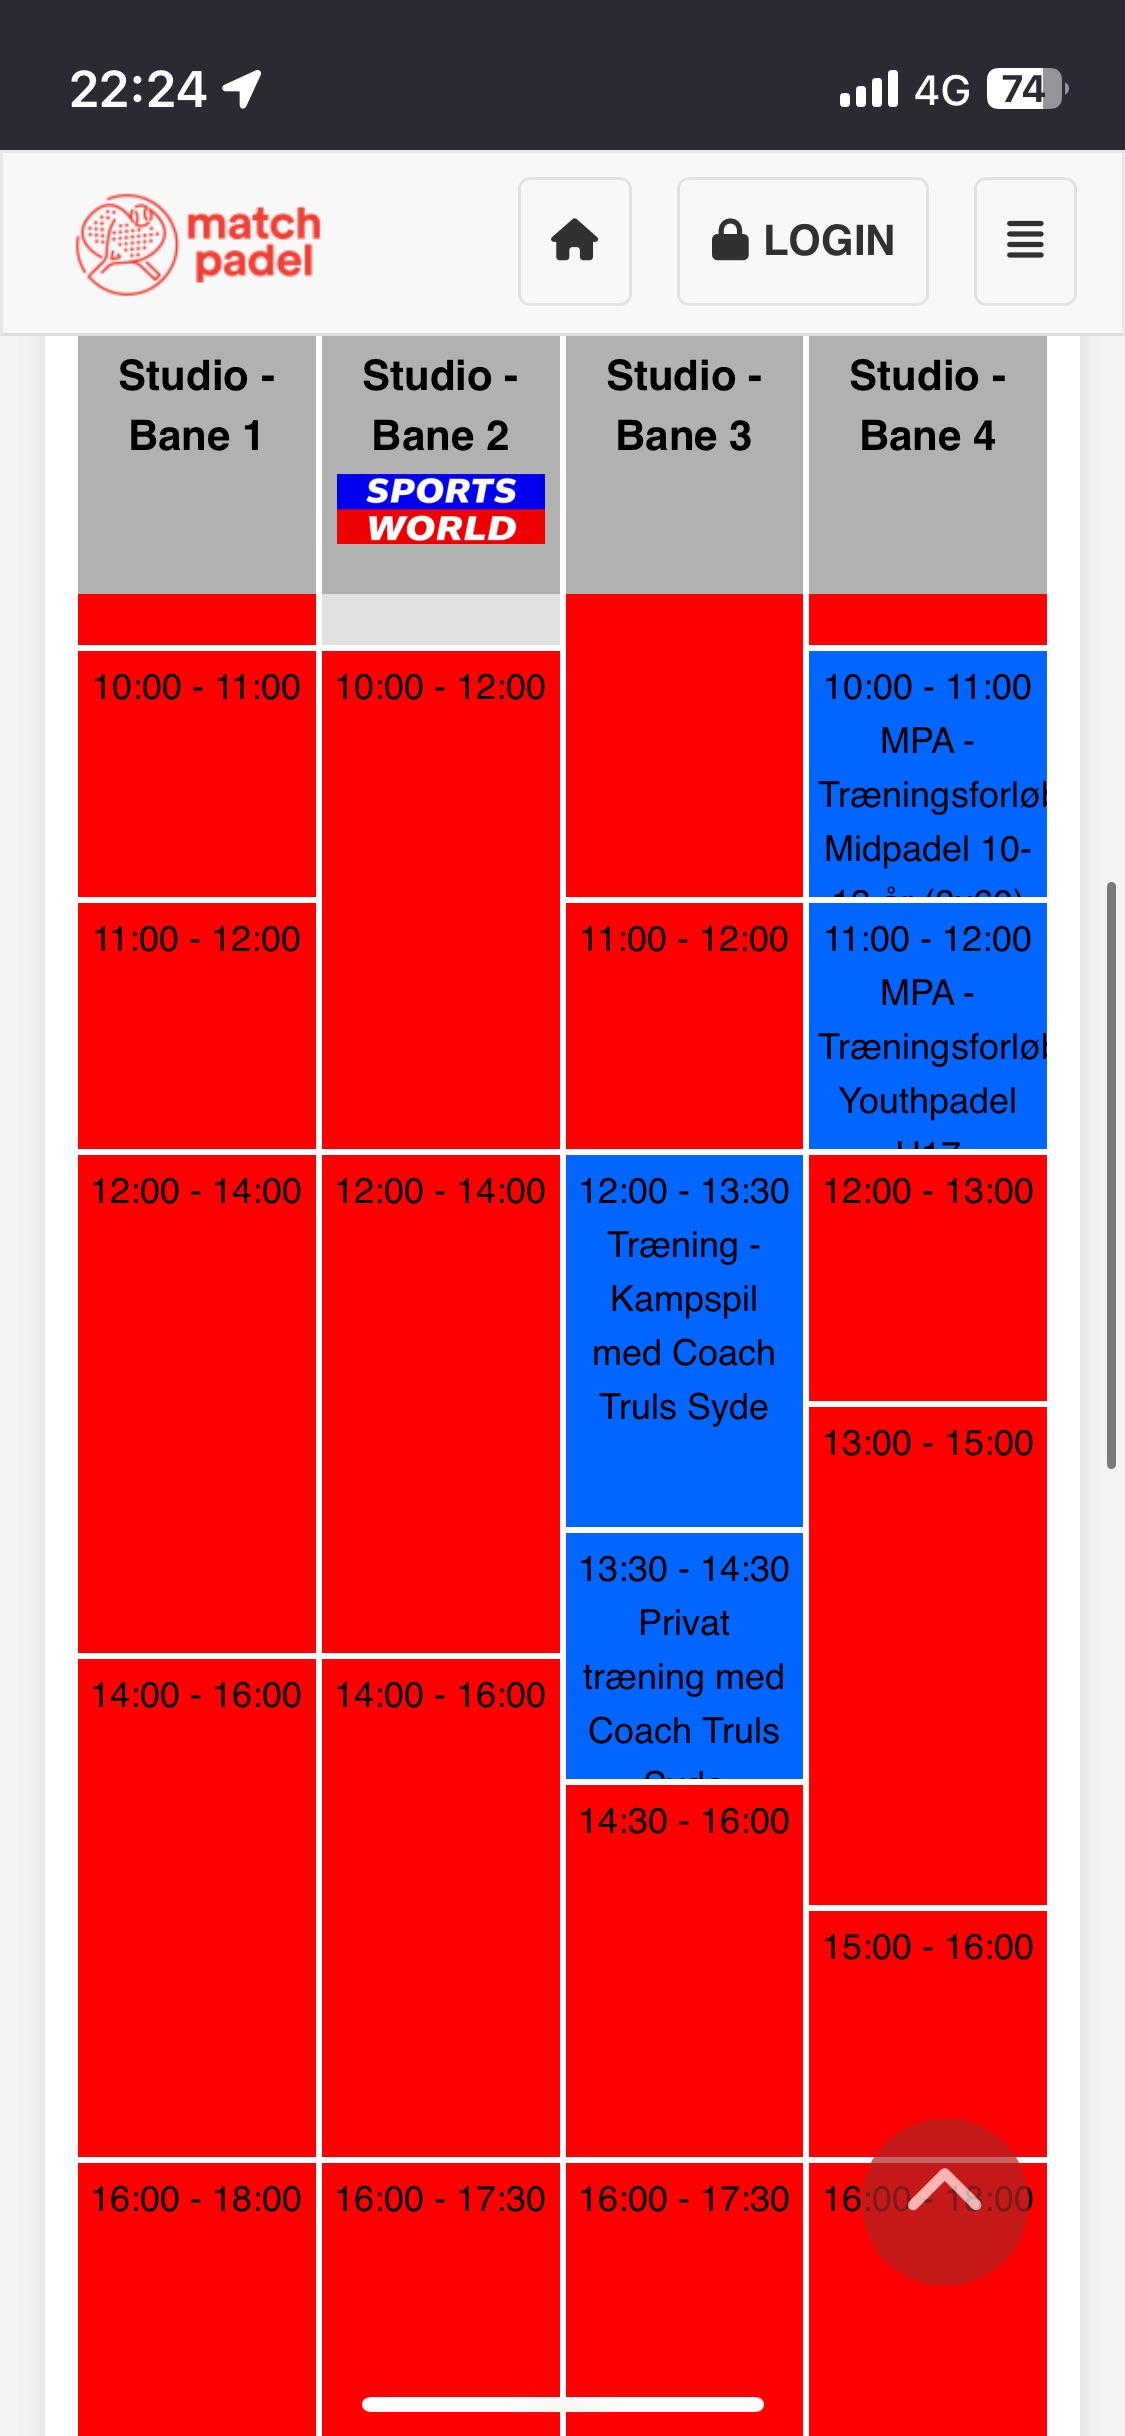 22:24
4G
74
match
padel
LOGIN
Studio -
Bane 1
Studio -
Bane 2
SPORTS
WORLD
Studio -
Bane 3
Studio -
Bane 4
10:00 - 11:00
11:00 - 12:00
12:00 - 14:00
14:00 - 16:00
16:00 - 18:00
10:00 - 12:00
12:00 - 14:00
14:00 - 16:00
16:00 - 17:30
11:00 - 12:00
12:00 - 13:30
Træning -
Kampspil
med Coach
Truls Syde
13:30 - 14:30
Privat
træning med
Coach Truls
14:30 - 16:00
16:00 - 17:30
10:00 - 11:00
MPA -
Træningsforløb
Midpadel 10-
11:00 - 12:00
MPA -
Træningsforløb
Youthpadel
12:00 - 13:00
13:00 - 15:00
15:00 - 16:00
16:00 - 18:00